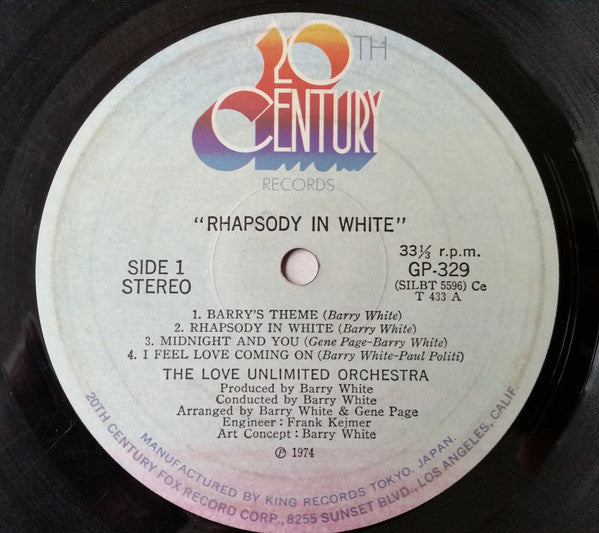 20TH
CENTURY
RECORDS
"RHAPSODY IN WHITE"
SIDE 1
STEREO
33⅓ r.p.m.
GP-329
(SILBT 5596) Ce
T 433 A
1. BARRY'S THEME (Barry White)
2. RHAPSODY IN WHITE (Barry White)
3. MIDNIGHT AND YOU (Gene Page-Barry White)
4. I FEEL LOVE COMING ON (Barry White-Paul Politi)
THE LOVE UNLIMITED ORCHESTRA
Produced by Barry White
Conducted by Barry White
Arranged by Barry White & Gene Page
Engineer : Frank Kejmer
Art Concept : Barry White
℗ 1974
MANUFACTURED BY KING RECORDS TOKYO. JAPAN.
20TH CENTURY FOX RECORD CORP., 8255 SUNSET BLVD., LOS ANGELES, CALIF.